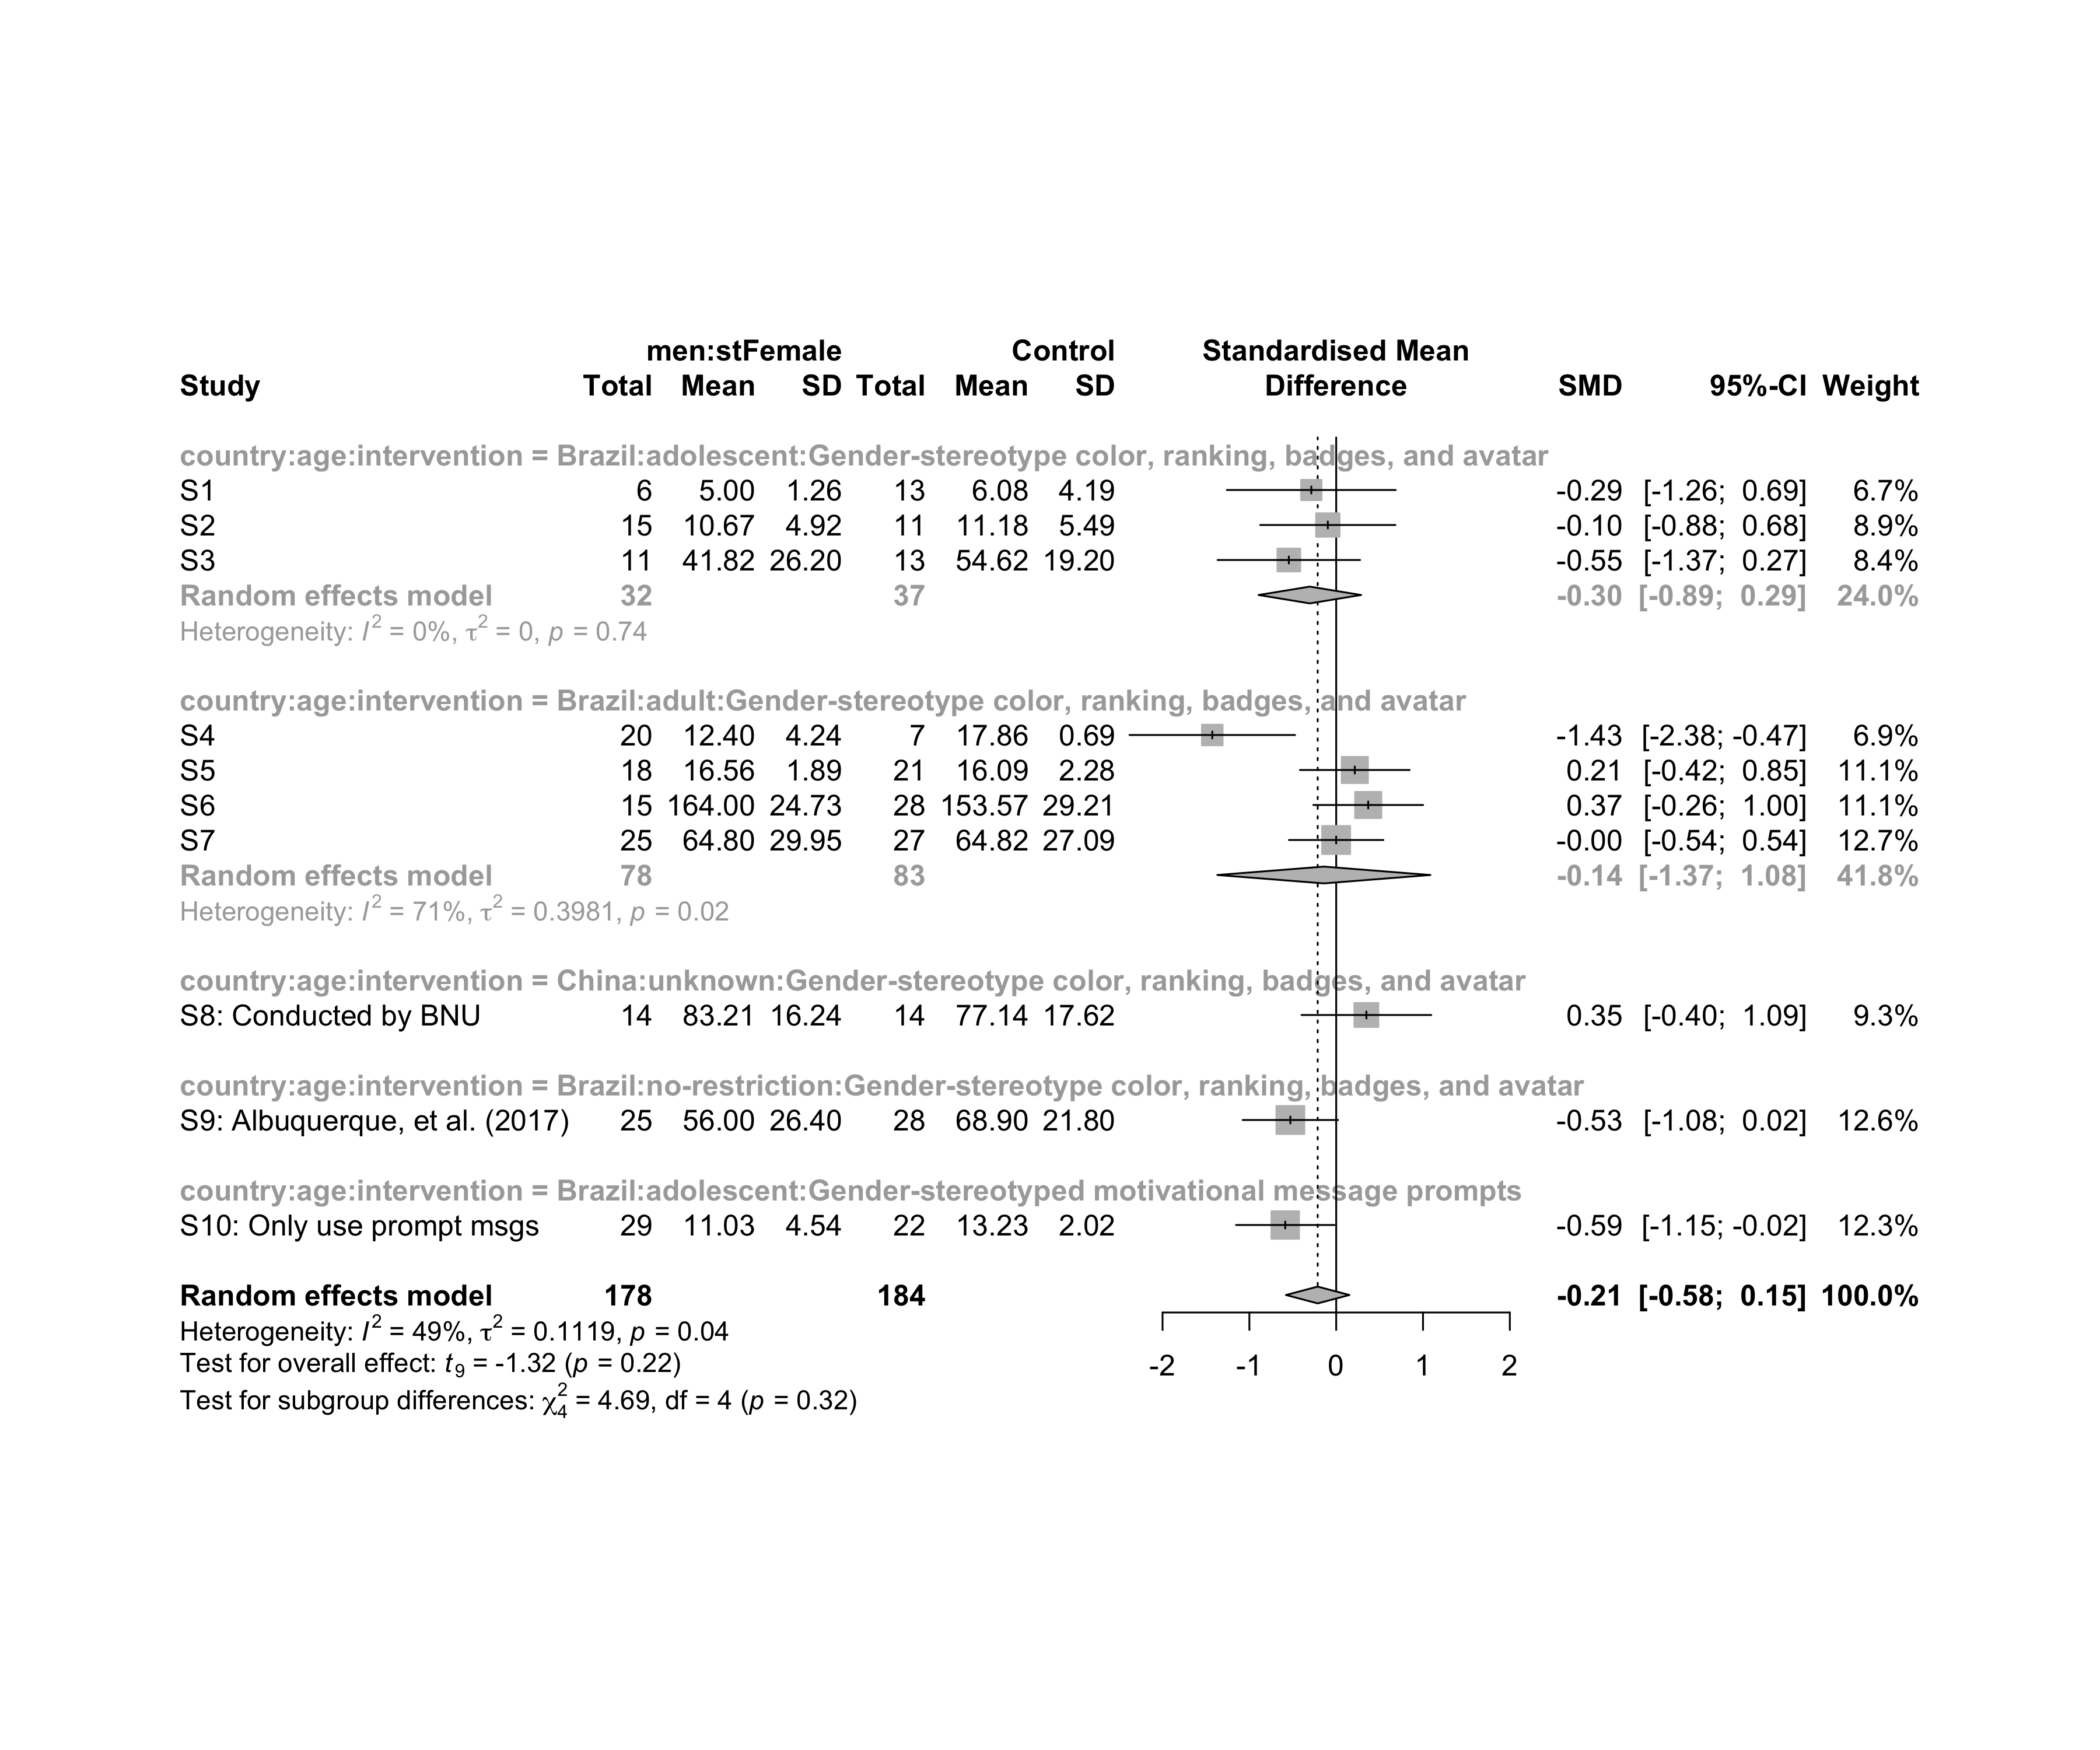 men:stFemale Control Standardised Mean
Study Total Mean SD Total Mean SD Difference SMD 95%-CI Weight
country:age:intervention = Brazil:adolescent:Gender-stereotype color, ranking, badges, and avatar
S1 6 5.00 1.26 13 6.08 4.19 -0.29 [-1.26; 0.69] 6.7%
S2 15 10.67 4.92 11 11.18 5.49 -0.10 [-0.88; 0.68] 8.9%
S3 11 41.82 26.20 13 54.62 19.20 -0.55 [-1.37; 0.27] 8.4%
Random effects model 32 37 -0.30 [-0.89; 0.29] 24.0%
Heterogeneity: I² = 0%, τ² = 0, p = 0.74
country:age:intervention = Brazil:adult:Gender-stereotype color, ranking, badges, and avatar
S4 20 12.40 4.24 7 17.86 0.69 -1.43 [-2.38; -0.47] 6.9%
S5 18 16.56 1.89 21 16.09 2.28 0.21 [-0.42; 0.85] 11.1%
S6 15 164.00 24.73 28 153.57 29.21 0.37 [-0.26; 1.00] 11.1%
S7 25 64.80 29.95 27 64.82 27.09 -0.00 [-0.54; 0.54] 12.7%
Random effects model 78 83 -0.14 [-1.37; 1.08] 41.8%
Heterogeneity: I² = 71%, τ² = 0.3981, p = 0.02
country:age:intervention = China:unknown:Gender-stereotype color, ranking, badges, and avatar
S8: Conducted by BNU 14 83.21 16.24 14 77.14 17.62 0.35 [-0.40; 1.09] 9.3%
country:age:intervention = Brazil:no-restriction:Gender-stereotype color, ranking, badges, and avatar
S9: Albuquerque, et al. (2017) 25 56.00 26.40 28 68.90 21.80 -0.53 [-1.08; 0.02] 12.6%
country:age:intervention = Brazil:adolescent:Gender-stereotyped motivational message prompts
S10: Only use prompt msgs 29 11.03 4.54 22 13.23 2.02 -0.59 [-1.15; -0.02] 12.3%
Random effects model 178 184 -0.21 [-0.58; 0.15] 100.0%
Heterogeneity: I² = 49%, τ² = 0.1119, p = 0.04
Test for overall effect: t₉ = -1.32 (p = 0.22)
-2 -1 0 1 2
Test for subgroup differences: χ²₄ = 4.69, df = 4 (p = 0.32)